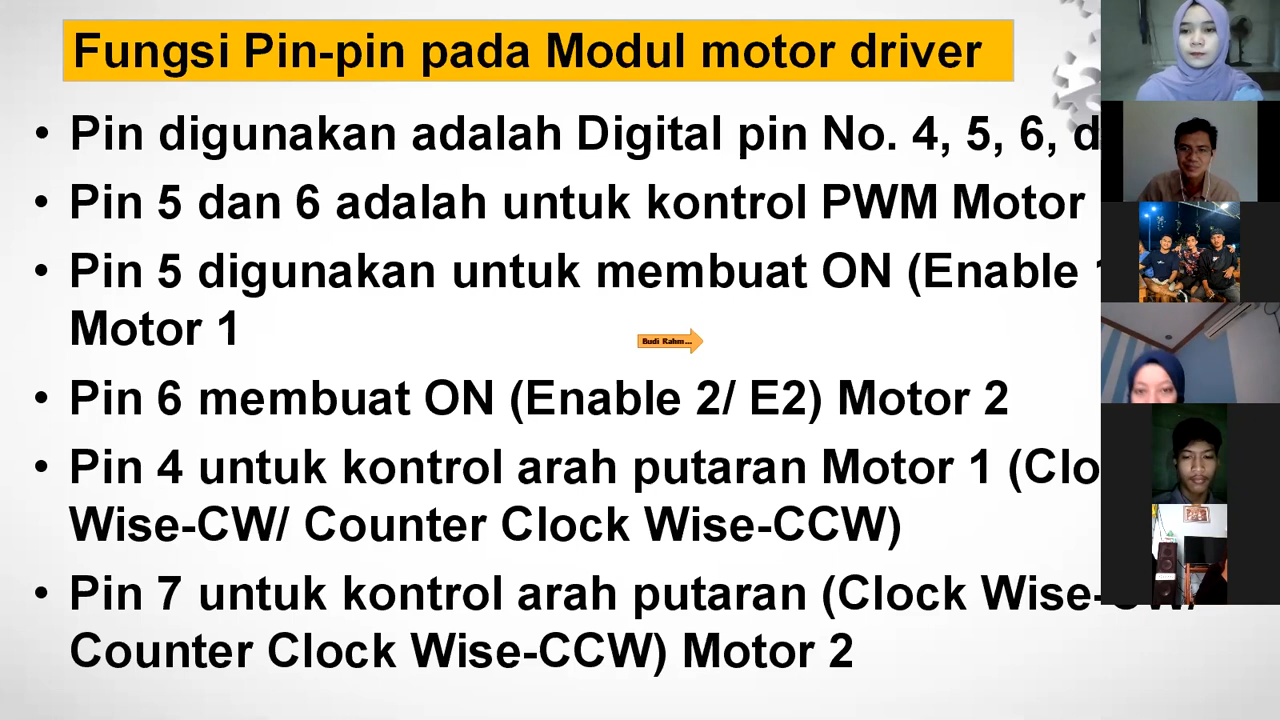 Fungsi Pin-pin pada Modul motor driver
• Pin digunakan adalah Digital pin No. 4, 5, 6,
• Pin 5 dan 6 adalah untuk kontrol PWM Motor
• Pin 5 digunakan untuk membuat ON (Enable
Motor 1
Budi Rahm...
• Pin 6 membuat ON (Enable 2/ E2) Motor 2
• Pin 4 untuk kontrol arah putaran Motor 1 (Clo
Wise-CW/ Counter Clock Wise-CCW)
• Pin 7 untuk kontrol arah putaran (Clock Wise-CW/
Counter Clock Wise-CCW) Motor 2